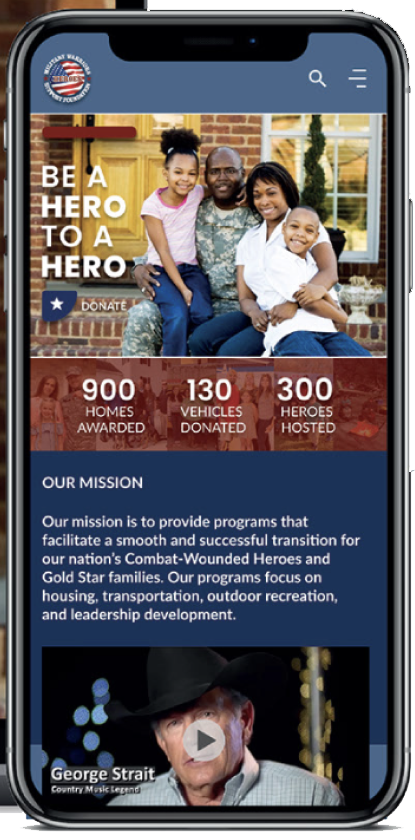 MILITARY WARRIORS
HEROES
SUPPORT FOUNDATION
BE A
HERO
TO A
HERO
DONATE
900 130 300
HOMES VEHICLES HEROES
AWARDED DONATED HOSTED
OUR MISSION
Our mission is to provide programs that
facilitate a smooth and successful transition for
our nation's Combat-Wounded Heroes and
Gold Star families. Our programs focus on
housing, transportation, outdoor recreation,
and leadership development.
George Strait
Country Music Legend